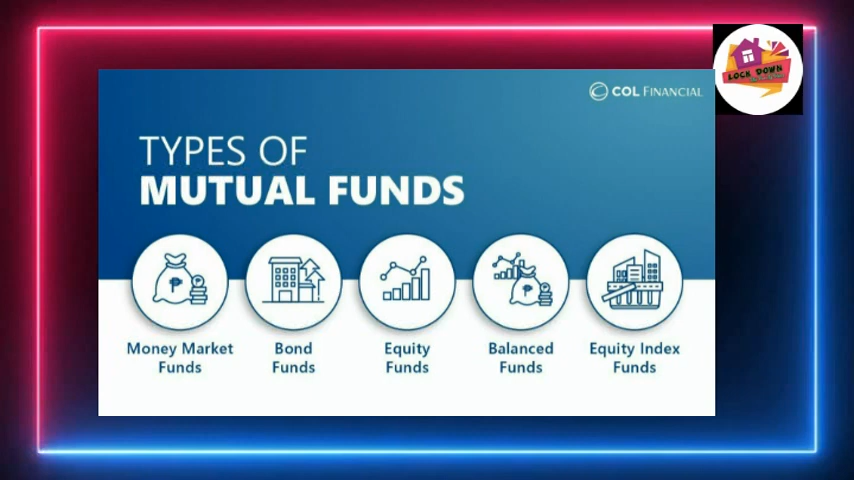 COL FINANCIAL
LOCK DOWN
TYPES OF
MUTUAL FUNDS
Money Market Funds
Bond Funds
Equity Funds
Balanced Funds
Equity Index Funds